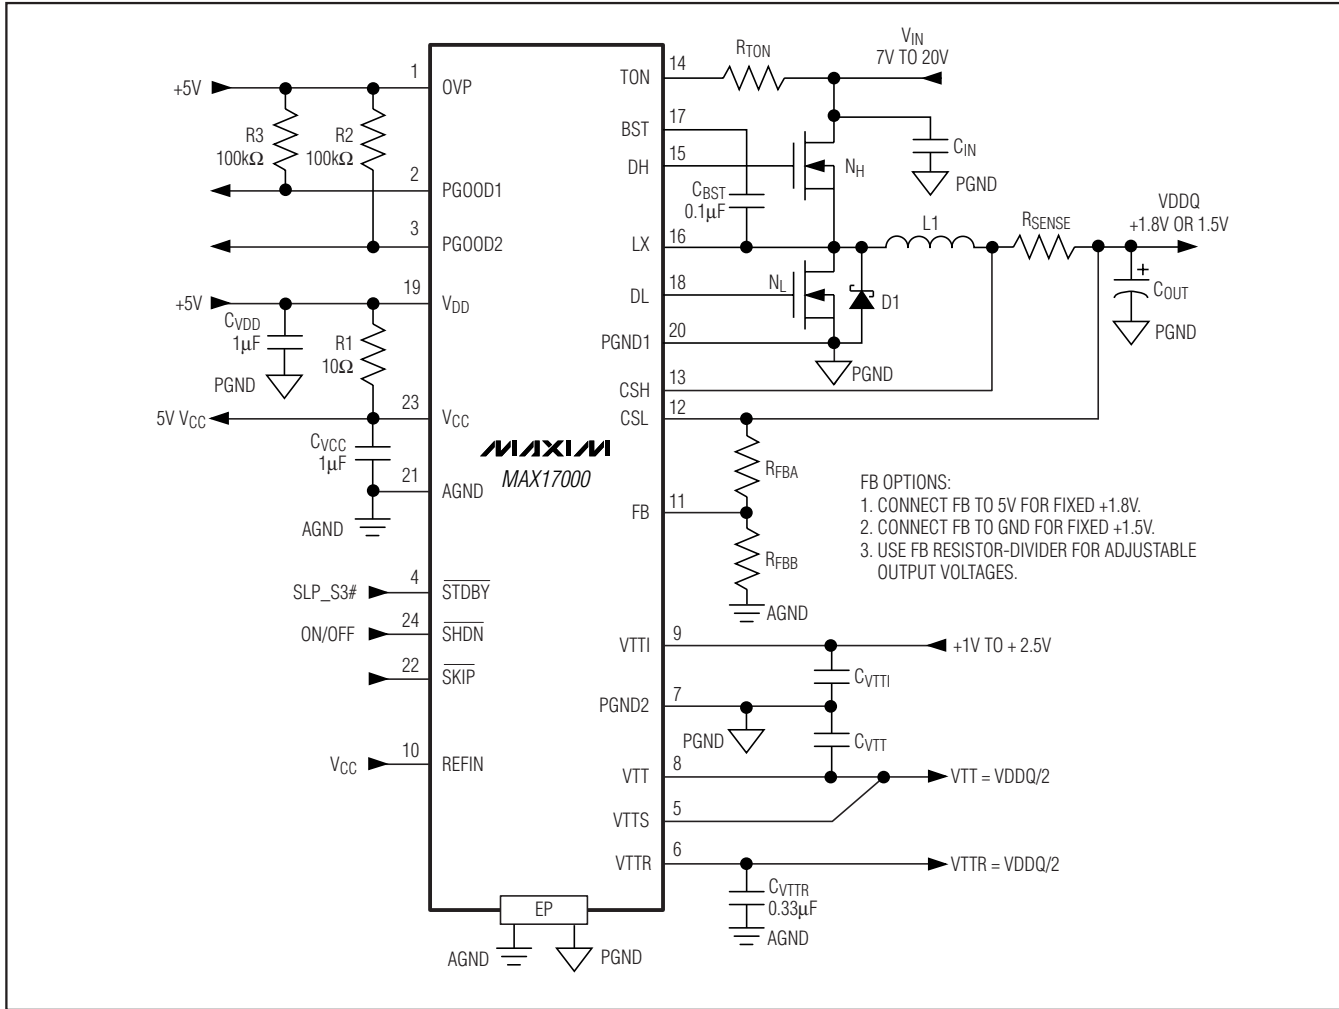 +5V
1
OVP
R3
100kΩ
R2
100kΩ
2
PGOOD1
3
PGOOD2
+5V
19
VDD
CVDD
1µF
PGND
R1
10Ω
5V VCC
23
VCC
CVCC
1µF
21
AGND
AGND
SLP_S3#
4
STDBY
ON/OFF
24
SHDN
22
SKIP
VCC
10
REFIN
MAXIM
MAX17000
EP
AGND
PGND
TON
14
RTON
VIN
7V TO 20V
BST
17
DH
15
CBST
0.1µF
NH
CIN
PGND
LX
16
L1
RSENSE
VDDQ
+1.8V OR 1.5V
COUT
PGND
DL
18
NL
D1
PGND1
20
PGND
CSH
13
CSL
12
RFBA
FB
11
RFBB
AGND
FB OPTIONS:
1. CONNECT FB TO 5V FOR FIXED +1.8V.
2. CONNECT FB TO GND FOR FIXED +1.5V.
3. USE FB RESISTOR-DIVIDER FOR ADJUSTABLE
OUTPUT VOLTAGES.
VTTI
9
+1V TO + 2.5V
CVTTI
PGND2
7
PGND
CVTT
VTT
8
VTT = VDDQ/2
VTTS
5
VTTR
6
VTTR = VDDQ/2
CVTTR
0.33µF
AGND